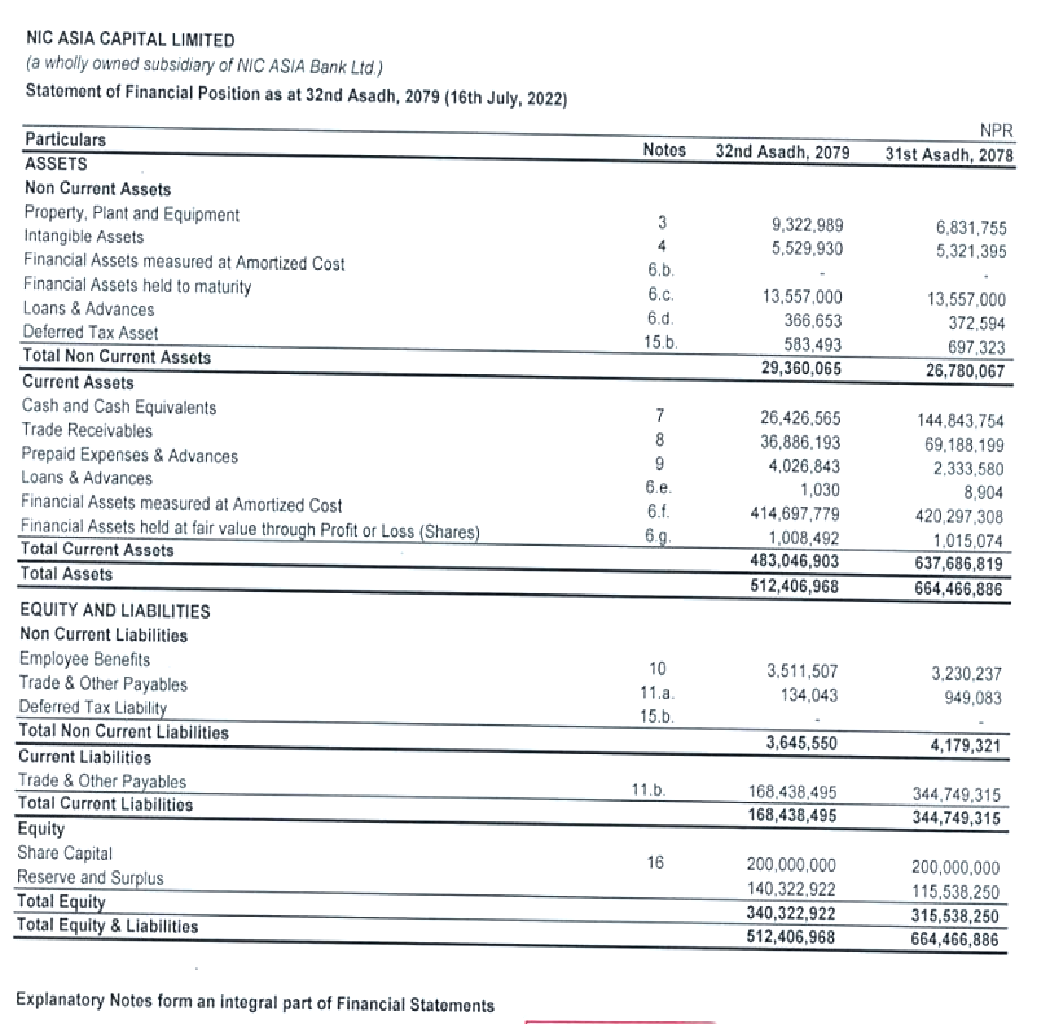 NIC ASIA CAPITAL LIMITED
(a wholly owned subsidiary of NIC ASIA Bank Ltd.)
Statement of Financial Position as at 32nd Asadh, 2079 (16th July, 2022)
NPR
Particulars Notes 32nd Asadh, 2079 31st Asadh, 2078
ASSETS
Non Current Assets
Property, Plant and Equipment 3 9,322,989 6,831,755
Intangible Assets 4 5,529,930 5,321,395
Financial Assets measured at Amortized Cost 6.b. - -
Financial Assets held to maturity 6.c. 13,557,000 13,557,000
Loans & Advances 6.d. 366,653 372,594
Deferred Tax Asset 15.b. 583,493 697,323
Total Non Current Assets 29,360,065 26,780,067
Current Assets
Cash and Cash Equivalents 7 26,426,565 144,843,754
Trade Receivables 8 36,886,193 69,188,199
Prepaid Expenses & Advances 9 4,026,843 2,333,580
Loans & Advances 6.e. 1,030 8,904
Financial Assets measured at Amortized Cost 6.f. 414,697,779 420,297,308
Financial Assets held at fair value through Profit or Loss (Shares) 6.g. 1,008,492 1,015,074
Total Current Assets 483,046,903 637,686,819
Total Assets 512,406,968 664,466,886
EQUITY AND LIABILITIES
Non Current Liabilities
Employee Benefits 10 3,511,507 3,230,237
Trade & Other Payables 11.a. 134,043 949,083
Deferred Tax Liability 15.b. - -
Total Non Current Liabilities 3,645,550 4,179,321
Current Liabilities
Trade & Other Payables 11.b. 168,438,495 344,749,315
Total Current Liabilities 168,438,495 344,749,315
Equity
Share Capital 16 200,000,000 200,000,000
Reserve and Surplus 140,322,922 115,538,250
Total Equity 340,322,922 315,538,250
Total Equity & Liabilities 512,406,968 664,466,886
Explanatory Notes form an integral part of Financial Statements